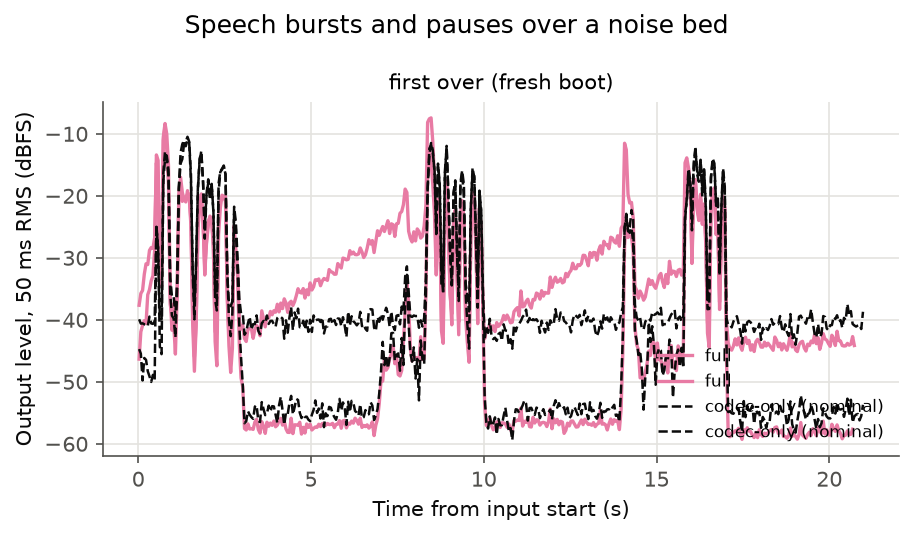 Speech bursts and pauses over a noise bed
first over (fresh boot)
Output level, 50 ms RMS (dBFS)
−10
−20
−30
−40
−50
−60
full
full
codec-only (nominal)
codec-only (nominal)
0
5
10
15
20
Time from input start (s)